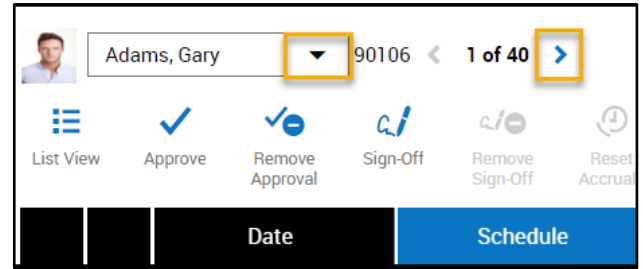 Adams, Gary 90106 1 of 40
List View Approve Remove Approval Sign-Off Remove Sign-Off Reset Accrual
Date Schedule